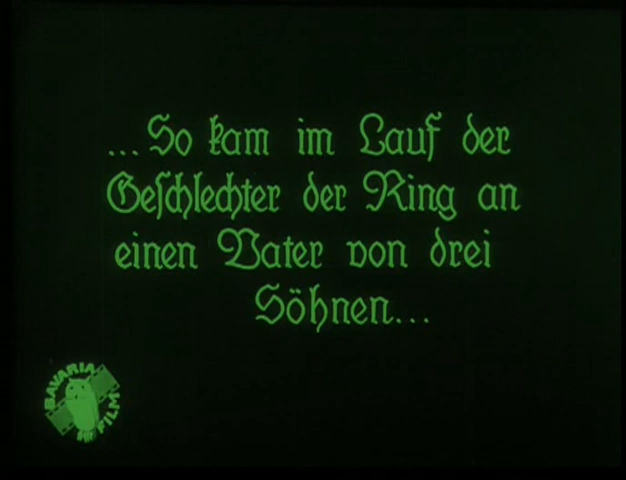 ...So kam im Lauf der
Geschlechter der Ring an
einen Vater von drei
Söhnen...
BAVARIA
FILM